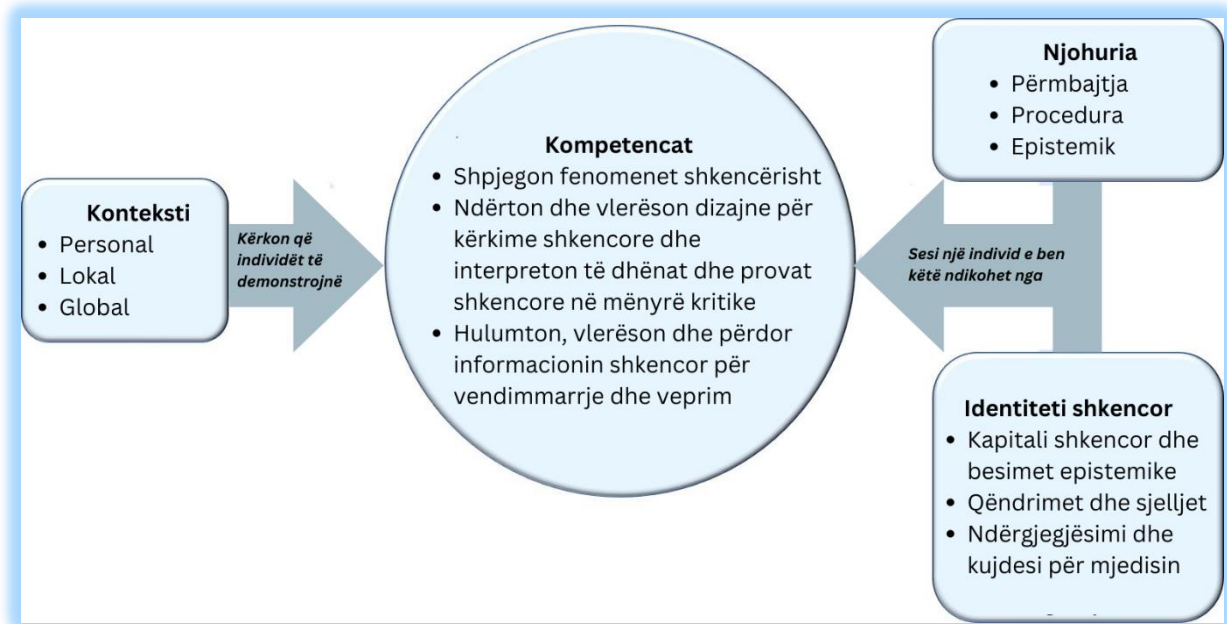 Konteksti
• Personal
• Lokal
• Global
Kërkon që
individët të
demonstrojnë
Kompetencat
• Shpjegon fenomenet shkencërisht
• Ndërton dhe vlerëson dizajne për
kërkime shkencore dhe
interpreton të dhënat dhe provat
shkencore në mënyrë kritike
• Hulumton, vlerëson dhe përdor
informacionin shkencor për
vendimmarrje dhe veprim
Njohuria
• Përmbajtja
• Procedura
• Epistemik
Sesi një individ e ben
këtë ndikohet nga
Identiteti shkencor
• Kapitali shkencor dhe
besimet epistemike
• Qëndrimet dhe sjelljet
• Ndërgjegjësimi dhe
kujdesi për mjedisin